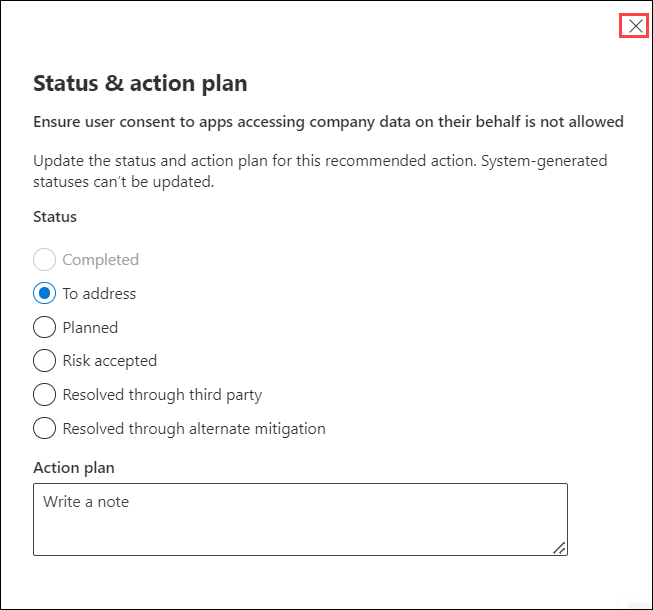 Status & action plan
Ensure user consent to apps accessing company data on their behalf is not allowed
Update the status and action plan for this recommended action. System-generated
statuses can't be updated.
Status
Completed
To address
Planned
Risk accepted
Resolved through third party
Resolved through alternate mitigation
Action plan
Write a note